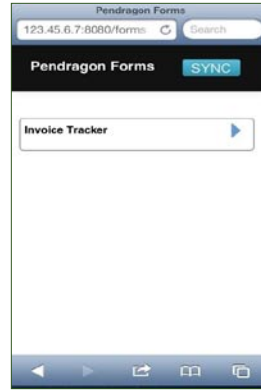 Pendragon Forms
123.45.6.7:8080/forms Search
Pendragon Forms SYNC
Invoice Tracker